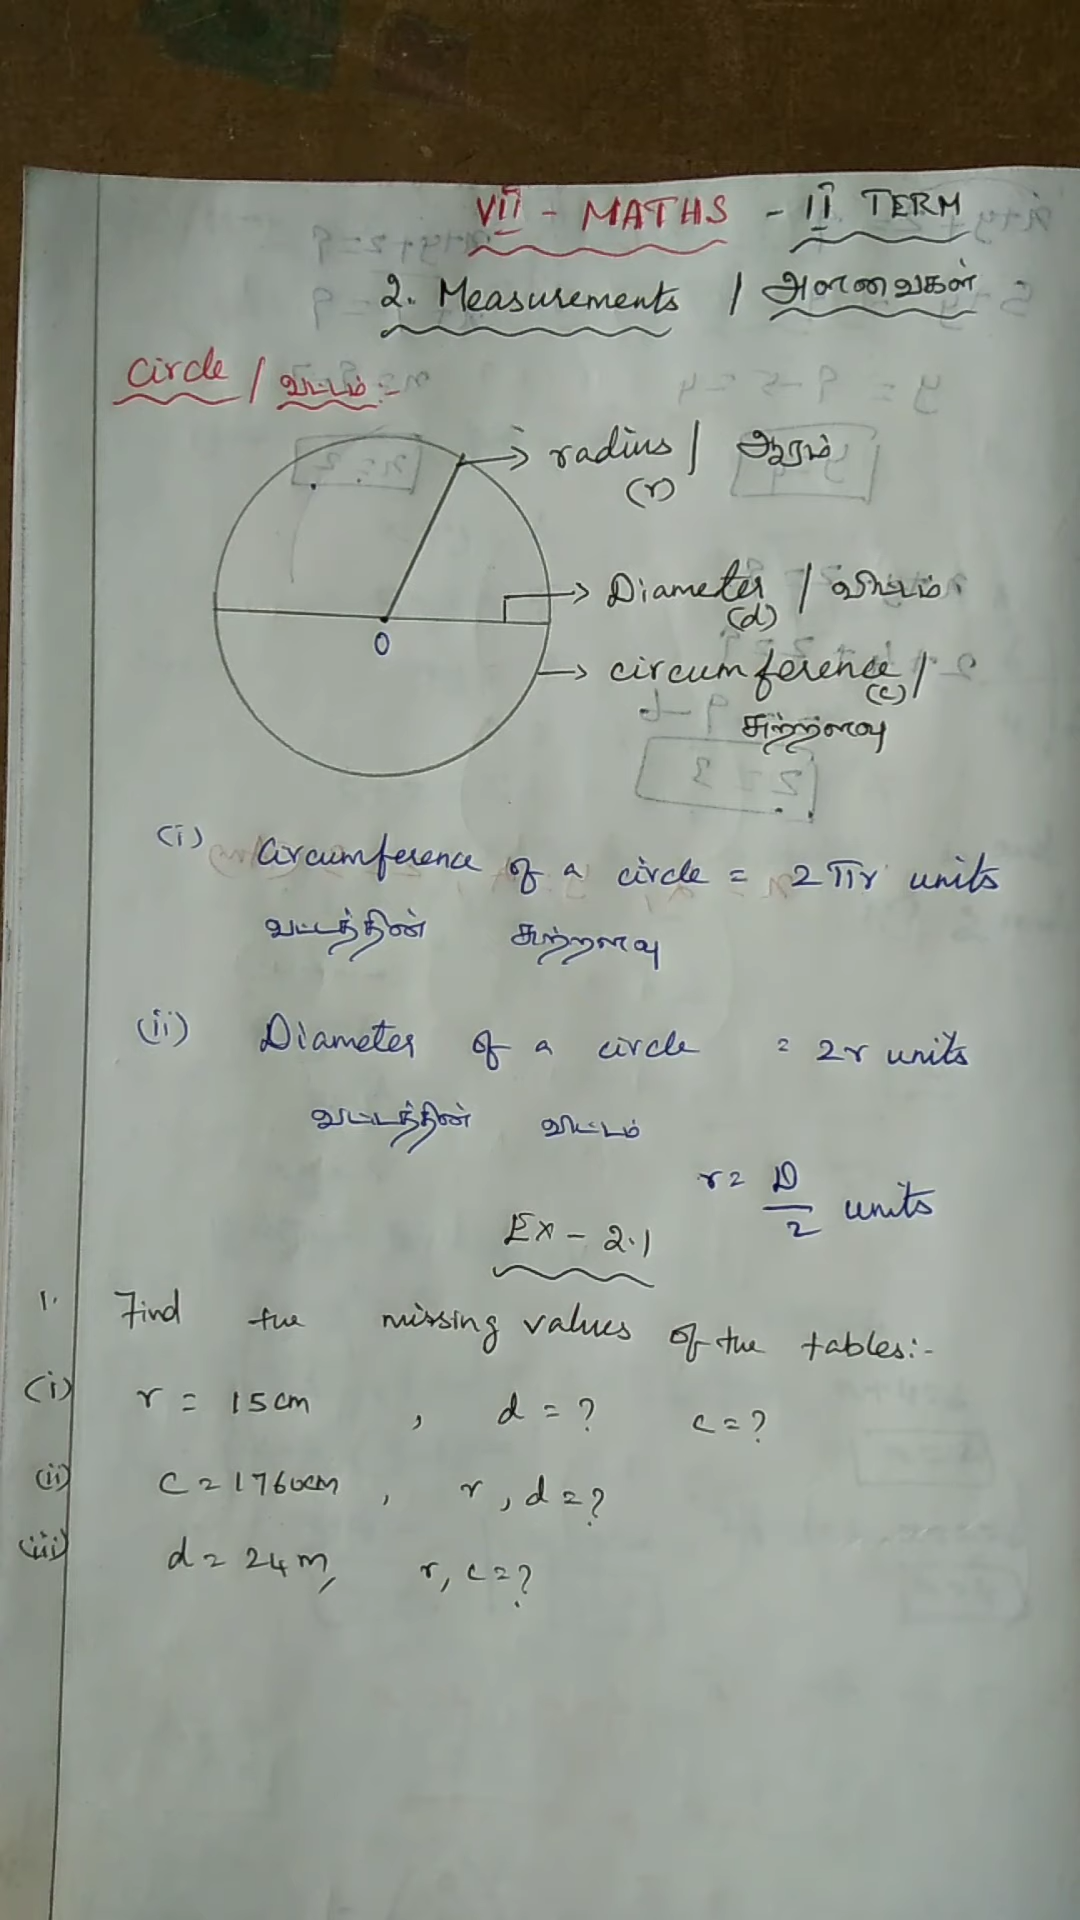 VII - MATHS - II TERM
2. Measurements / அளவைகள்
Circle / வட்டம் :-
radius / ஆரம்
(r)
Diameter / விட்டம்
(d)
O
circumference /
(c)
சுற்றளவு
(i) Circumference of a circle = 2πr units
வட்டத்தின் சுற்றளவு
(ii) Diameter of a circle = 2r units
வட்டத்தின் விட்டம்
r = D/2 units
Ex - 2.1
1. Find the missing values of the tables:-
(i) r = 15cm , d = ? c = ?
(ii) C = 1760cm , r, d = ?
(iii) d = 24m, r, c = ?